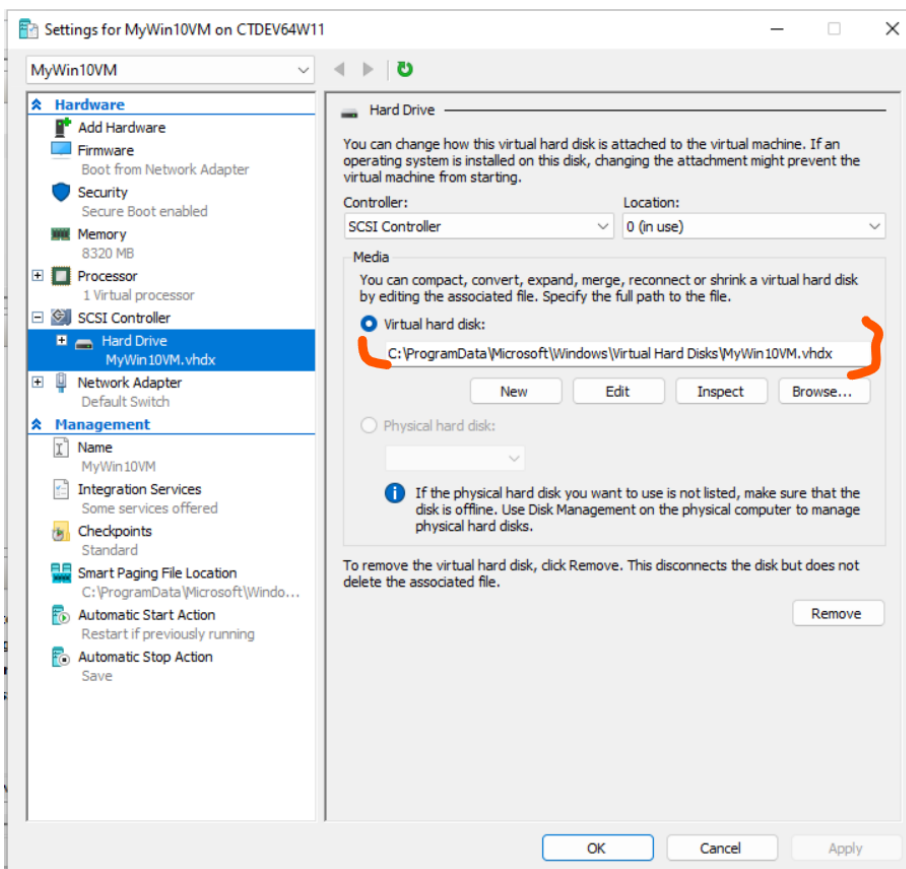 Settings for MyWin10VM on CTDEV64W11
MyWin10VM
Hardware
Add Hardware
Firmware
Boot from Network Adapter
Security
Secure Boot enabled
Memory
8320 MB
Processor
1 Virtual processor
SCSI Controller
Hard Drive
MyWin10VM.vhdx
Network Adapter
Default Switch
Management
Name
MyWin10VM
Integration Services
Some services offered
Checkpoints
Standard
Smart Paging File Location
C:\ProgramData\Microsoft\Windo...
Automatic Start Action
Restart if previously running
Automatic Stop Action
Save
Hard Drive
You can change how this virtual hard disk is attached to the virtual machine. If an
operating system is installed on this disk, changing the attachment might prevent the
virtual machine from starting.
Controller: Location:
SCSI Controller 0 (in use)
Media
You can compact, convert, expand, merge, reconnect or shrink a virtual hard disk
by editing the associated file. Specify the full path to the file.
Virtual hard disk:
C:\ProgramData\Microsoft\Windows\Virtual Hard Disks\MyWin10VM.vhdx
New Edit Inspect Browse...
Physical hard disk:
If the physical hard disk you want to use is not listed, make sure that the
disk is offline. Use Disk Management on the physical computer to manage
physical hard disks.
To remove the virtual hard disk, click Remove. This disconnects the disk but does not
delete the associated file.
Remove
OK Cancel Apply